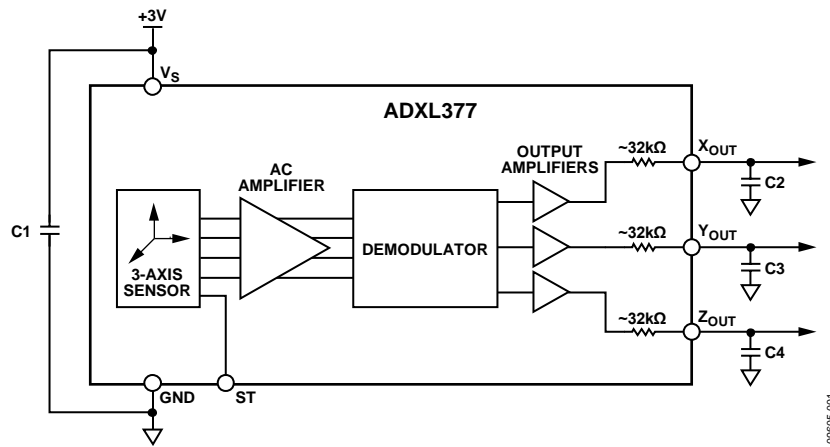 +3V
VS
ADXL377
OUTPUT
AMPLIFIERS
~32kΩ
XOUT
AC
AMPLIFIER
C2
C1
3-AXIS
SENSOR
DEMODULATOR
~32kΩ
YOUT
C3
~32kΩ
ZOUT
C4
GND
ST